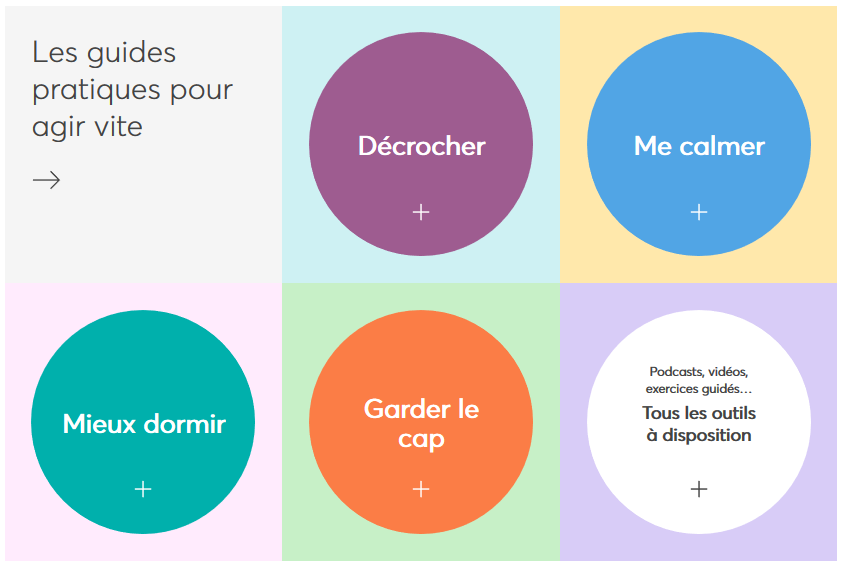 Les guides
pratiques pour
agir vite
Décrocher
Me calmer
Mieux dormir
Garder le
cap
Podcasts, vidéos,
exercices guidés...
Tous les outils
à disposition